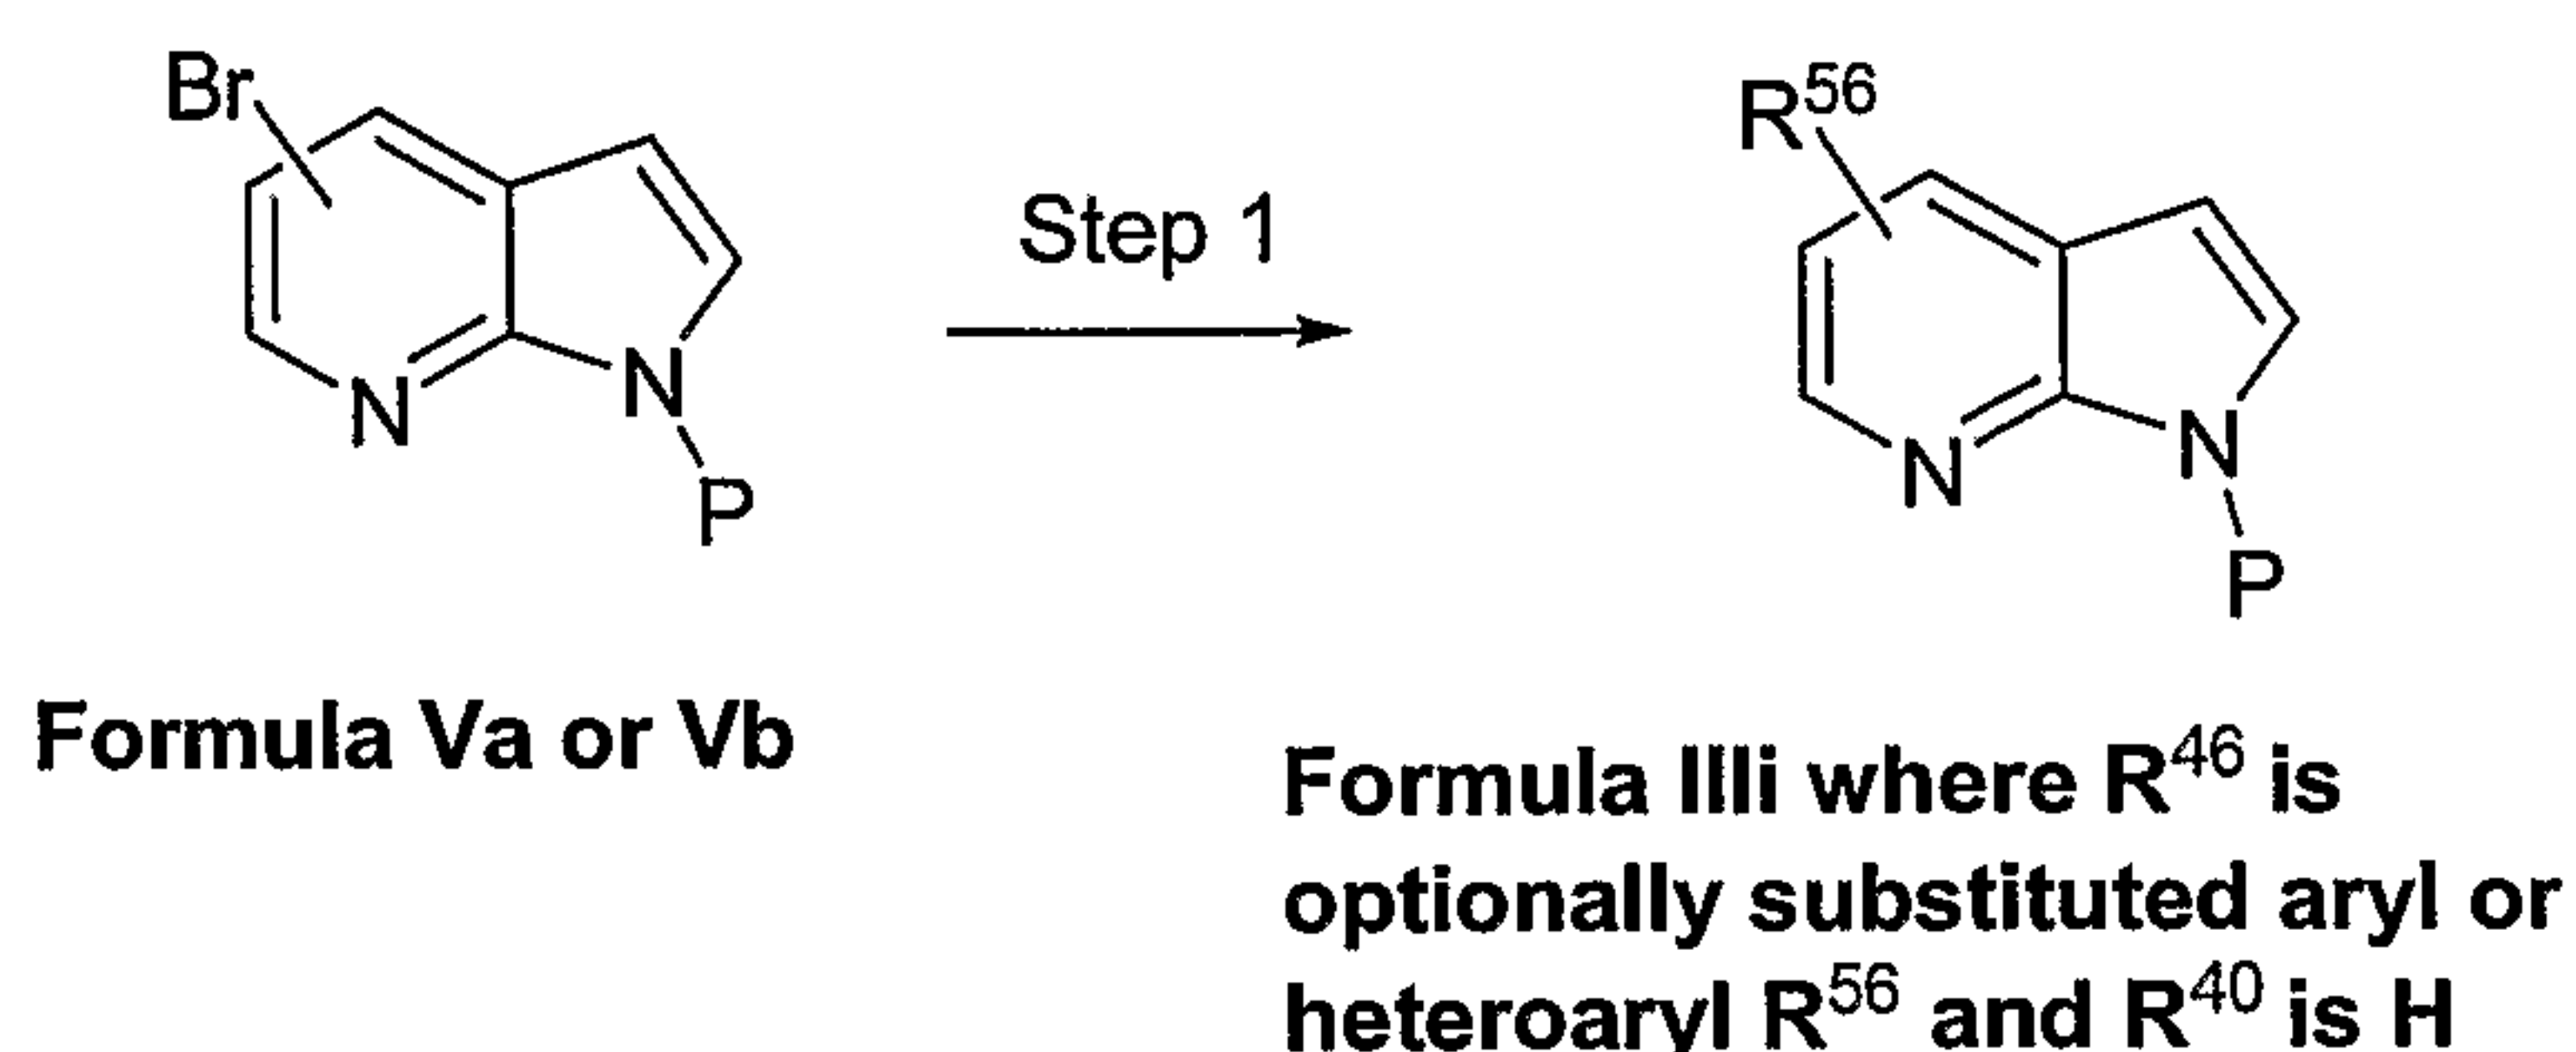 Br
R⁵⁶
Step 1
N
N
P
N
N
P
Formula Va or Vb
Formula IIIi where R⁴⁶ is
optionally substituted aryl or
heteroaryl R⁵⁶ and R⁴⁰ is H